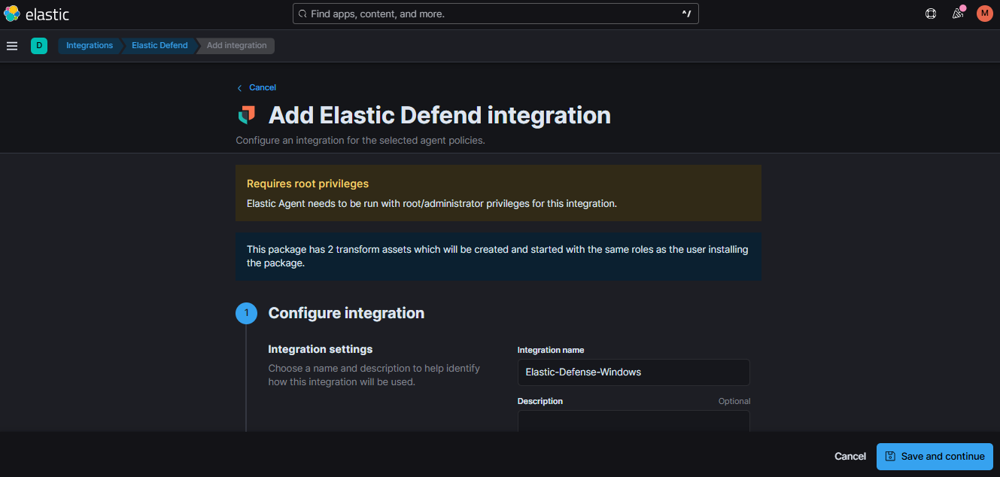 elastic
Find apps, content, and more.
^/
M
D
Integrations
Elastic Defend
Add integration
Cancel
Add Elastic Defend integration
Configure an integration for the selected agent policies.
Requires root privileges
Elastic Agent needs to be run with root/administrator privileges for this integration.
This package has 2 transform assets which will be created and started with the same roles as the user installing
the package.
1
Configure integration
Integration settings
Choose a name and description to help identify
how this integration will be used.
Integration name
Elastic-Defense-Windows
Description
Optional
Cancel
Save and continue